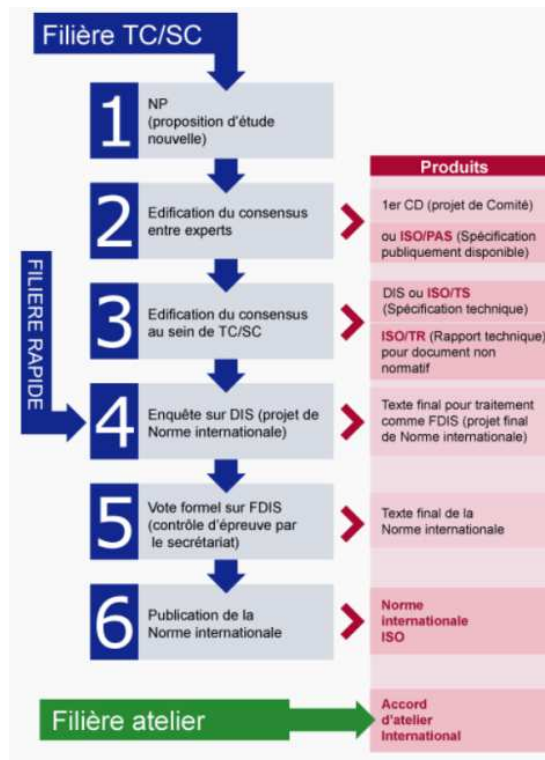 Filière TC/SC
1
NP
(proposition d'étude
nouvelle)
Produits
2
Edification du consensus
entre experts
1er CD (projet de Comité)
ou ISO/PAS (Spécification
publiquement disponible)
FILIERE RAPIDE
3
Edification du consensus
au sein de TC/SC
DIS ou ISO/TS
(Spécification technique)
ISO/TR (Rapport technique)
pour document non
normatif
4
Enquête sur DIS (projet de
Norme internationale)
Texte final pour traitement
comme FDIS (projet final
de Norme internationale)
5
Vote formel sur FDIS
(contrôle d'épreuve par
le secrétariat)
Texte final de la
Norme internationale
6
Publication de la
Norme internationale
Norme
internationale
ISO
Filière atelier
Accord
d'atelier
International